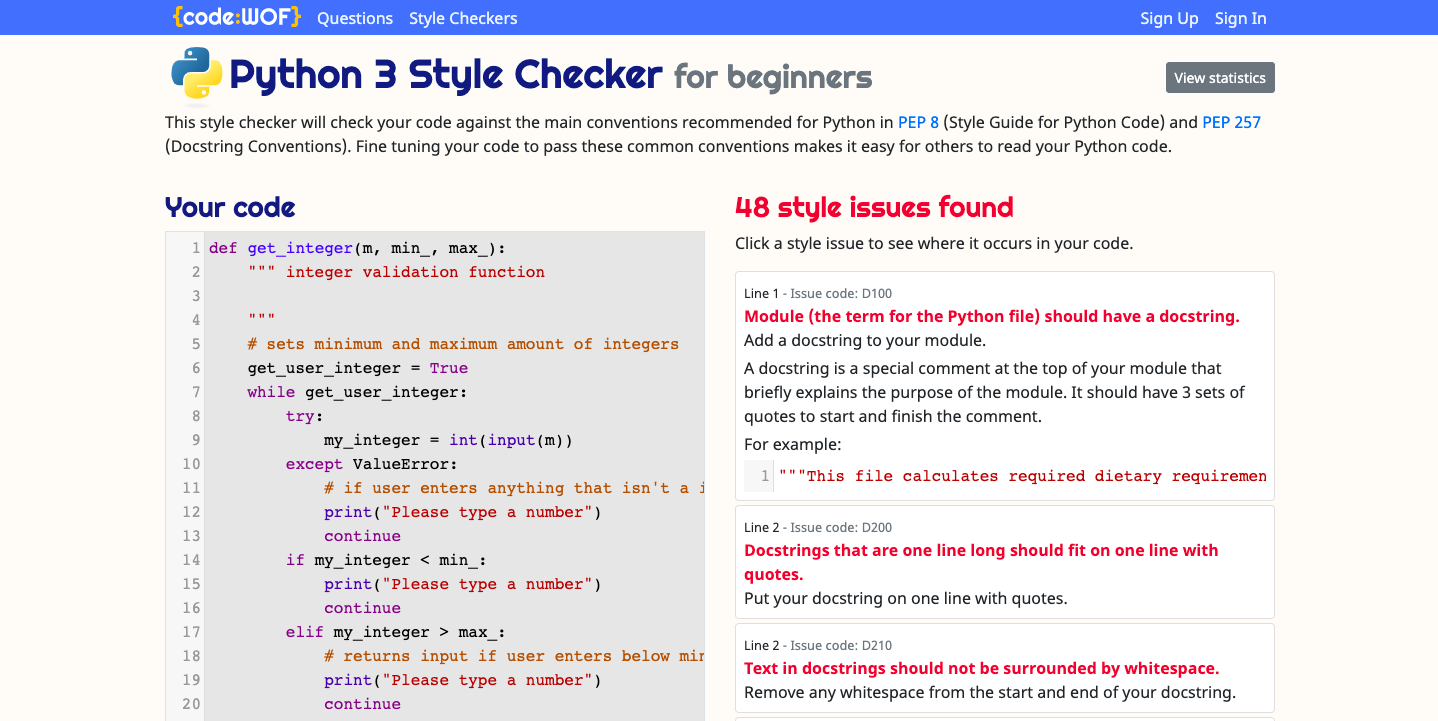 {code:WOF} Questions Style Checkers Sign Up Sign In
Python 3 Style Checker for beginners
View statistics
This style checker will check your code against the main conventions recommended for Python in PEP 8 (Style Guide for Python Code) and PEP 257
(Docstring Conventions). Fine tuning your code to pass these common conventions makes it easy for others to read your Python code.
Your code
1 def get_integer(m, min_, max_):
2     """ integer validation function
3
4     """
5     # sets minimum and maximum amount of integers
6     get_user_integer = True
7     while get_user_integer:
8         try:
9             my_integer = int(input(m))
10         except ValueError:
11             # if user enters anything that isn't a i
12             print("Please type a number")
13             continue
14         if my_integer < min_:
15             print("Please type a number")
16             continue
17         elif my_integer > max_:
18             # returns input if user enters below min
19             print("Please type a number")
20             continue
48 style issues found
Click a style issue to see where it occurs in your code.
Line 1 - Issue code: D100
Module (the term for the Python file) should have a docstring.
Add a docstring to your module.
A docstring is a special comment at the top of your module that
briefly explains the purpose of the module. It should have 3 sets of
quotes to start and finish the comment.
For example:
1 """This file calculates required dietary requiremen
Line 2 - Issue code: D200
Docstrings that are one line long should fit on one line with
quotes.
Put your docstring on one line with quotes.
Line 2 - Issue code: D210
Text in docstrings should not be surrounded by whitespace.
Remove any whitespace from the start and end of your docstring.